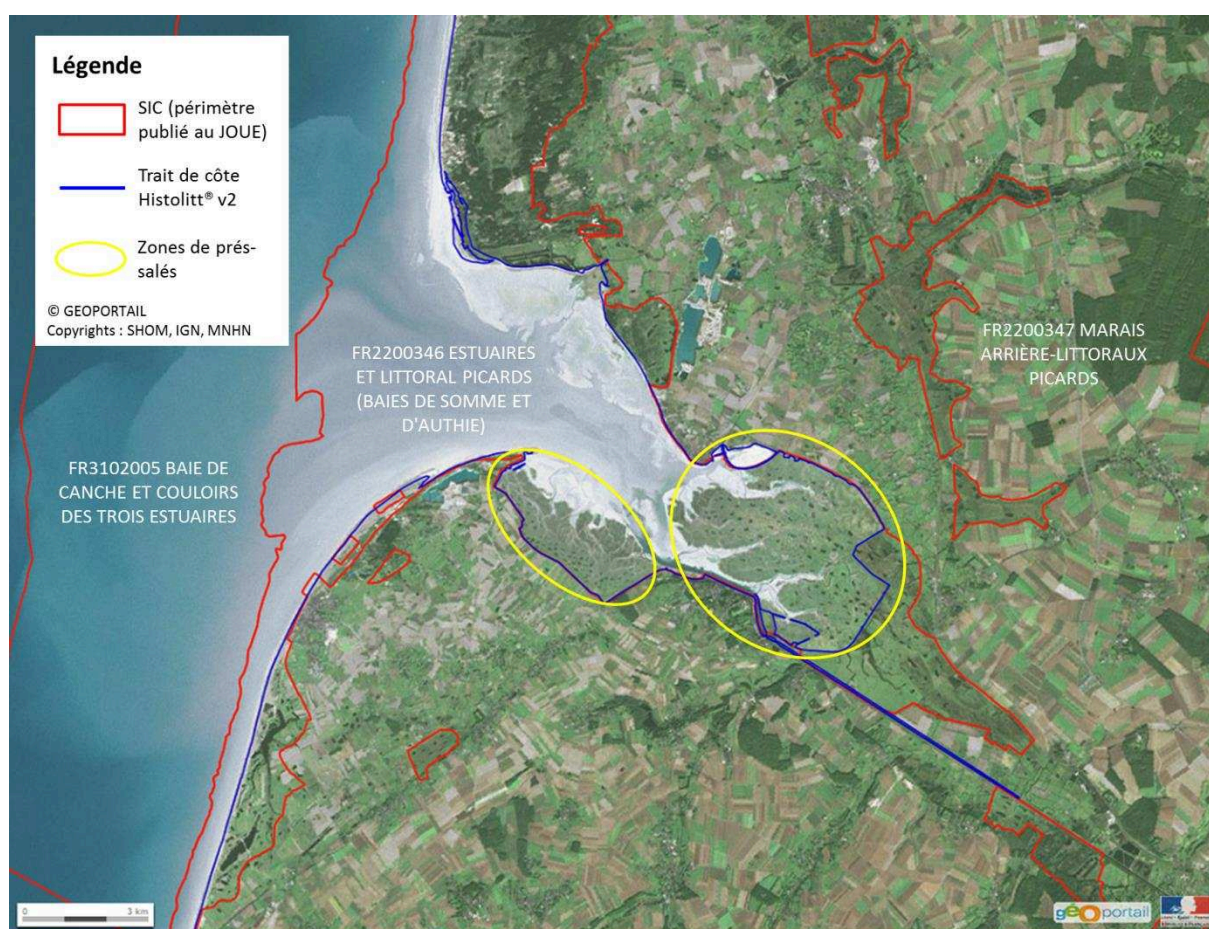 Légende
SIC (périmètre
publié au JOUE)
Trait de côte
Histolitt® v2
Zones de prés-
salés
© GEOPORTAIL
Copyrights : SHOM, IGN, MNHN
FR2200346 ESTUAIRES
ET LITTORAL PICARDS
(BAIES DE SOMME ET
D'AUTHIE)
FR2200347 MARAIS
ARRIÈRE-LITTORAUX
PICARDS
FR3102005 BAIE DE
CANCHE ET COULOIRS
DES TROIS ESTUAIRES
0 3 km
géoportail